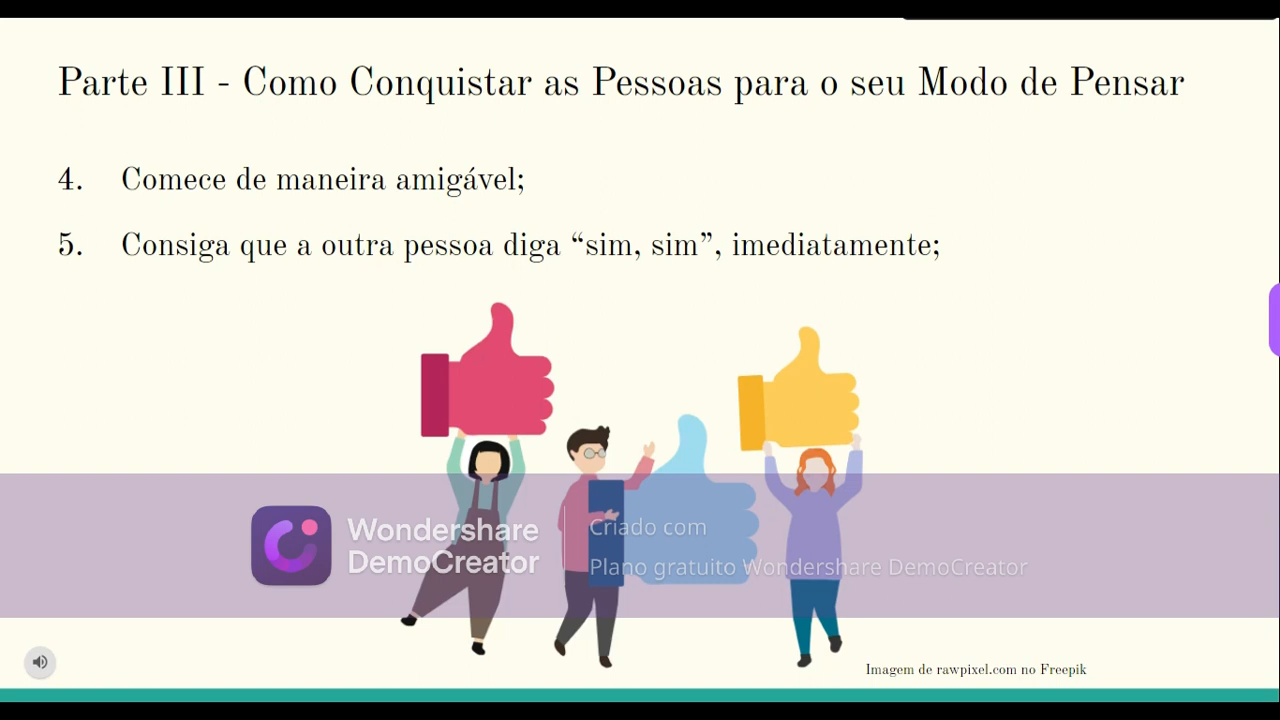 Parte III - Como Conquistar as Pessoas para o seu Modo de Pensar
4. Comece de maneira amigável;
5. Consiga que a outra pessoa diga “sim, sim”, imediatamente;
Wondershare
DemoCreator
Criado com
Plano gratuito Wondershare DemoCreator
Imagem de rawpixel.com no Freepik